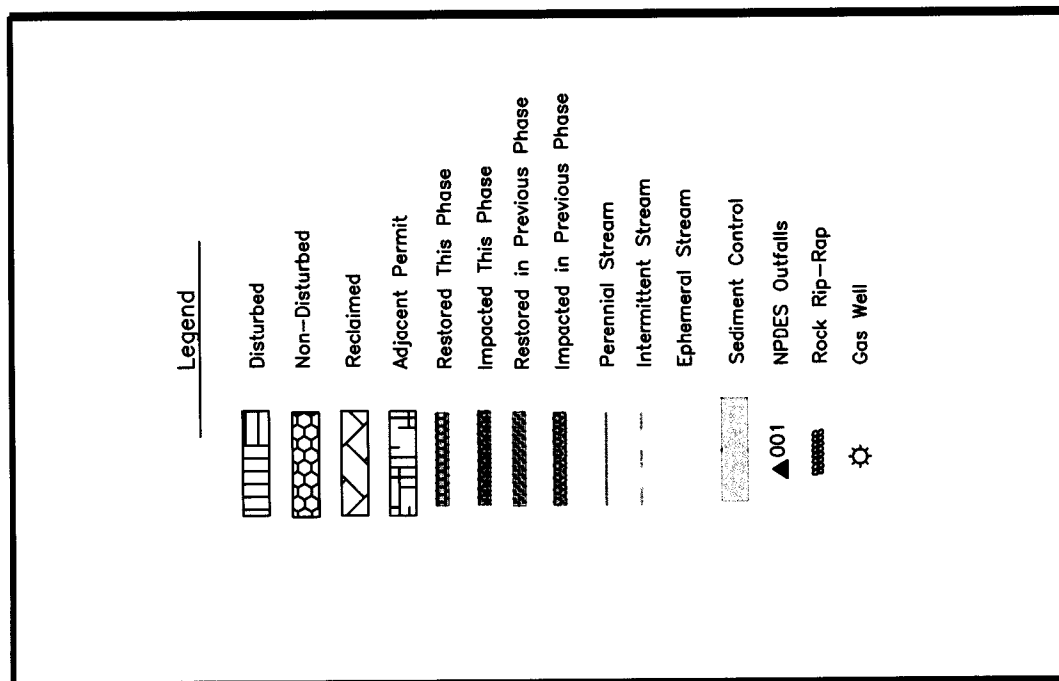 Legend
Disturbed
Non-Disturbed
Reclaimed
Adjacent Permit
Restored This Phase
Impacted This Phase
Restored in Previous Phase
Impacted in Previous Phase
Perennial Stream
Intermittent Stream
Ephemeral Stream
Sediment Control
▲001 NPDES Outfalls
Rock Rip-Rap
Gas Well